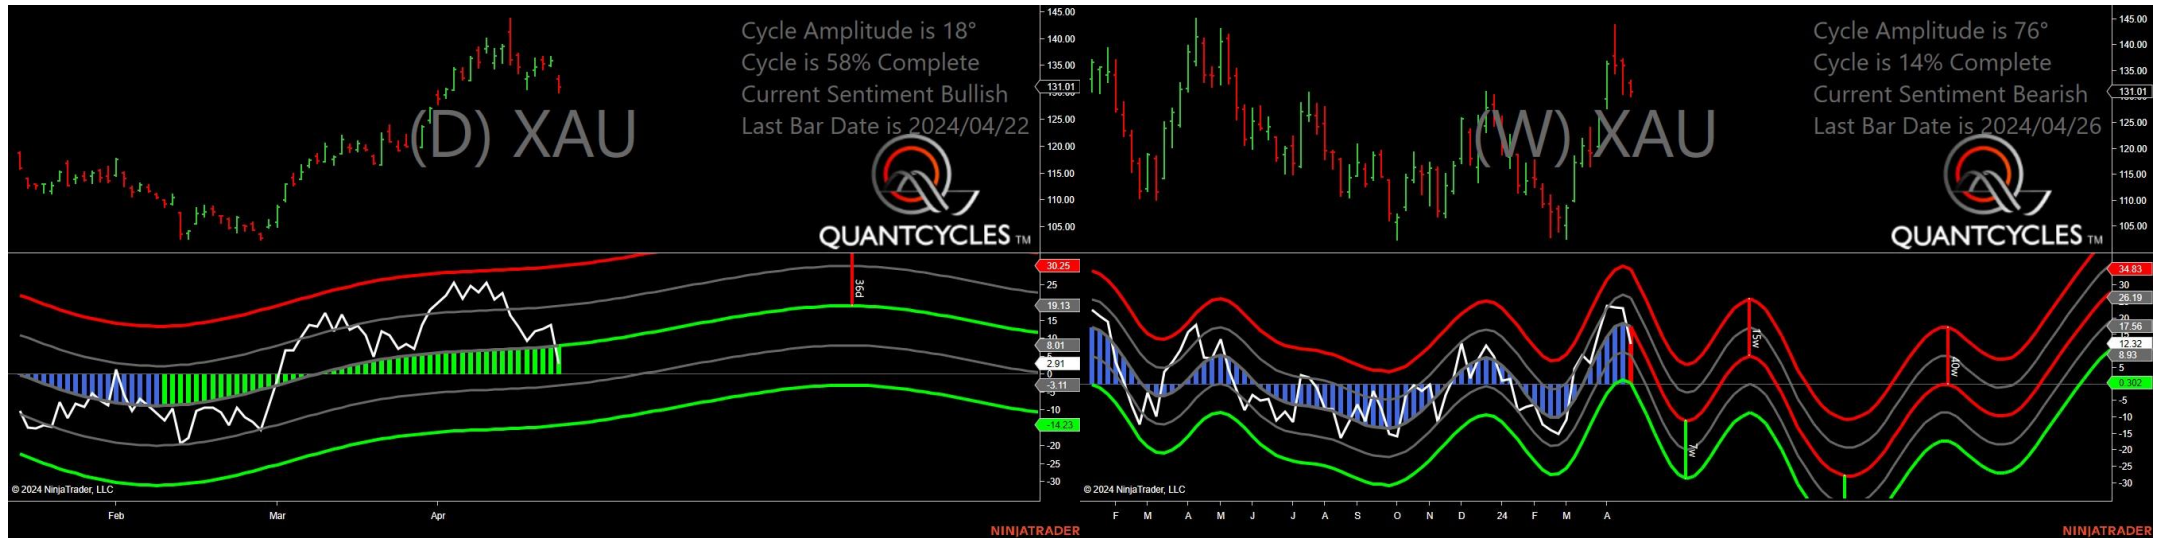 Cycle Amplitude is 18°
Cycle is 58% Complete
Current Sentiment Bullish
Last Bar Date is 2024/04/22
(D) XAU
QUANTCYCLES TM
145.00
140.00
135.00
131.01
125.00
120.00
115.00
110.00
105.00
30.25
25
19.13
15
8.01
2.91
0
-3.11
-10
-14.23
-20
-25
-30
36d
© 2024 NinjaTrader, LLC
Feb Mar Apr
NINJATRADER
Cycle Amplitude is 76°
Cycle is 14% Complete
Current Sentiment Bearish
Last Bar Date is 2024/04/26
(W) XAU
QUANTCYCLES TM
145.00
140.00
135.00
131.01
125.00
120.00
115.00
110.00
105.00
34.83
30
26.19
17.56
12.32
8.93
5
0.302
-5
-10
-15
-20
-25
-30
7w
15w
40w
© 2024 NinjaTrader, LLC
F M A M J J A S O N D 24 F M A
NINJATRADER